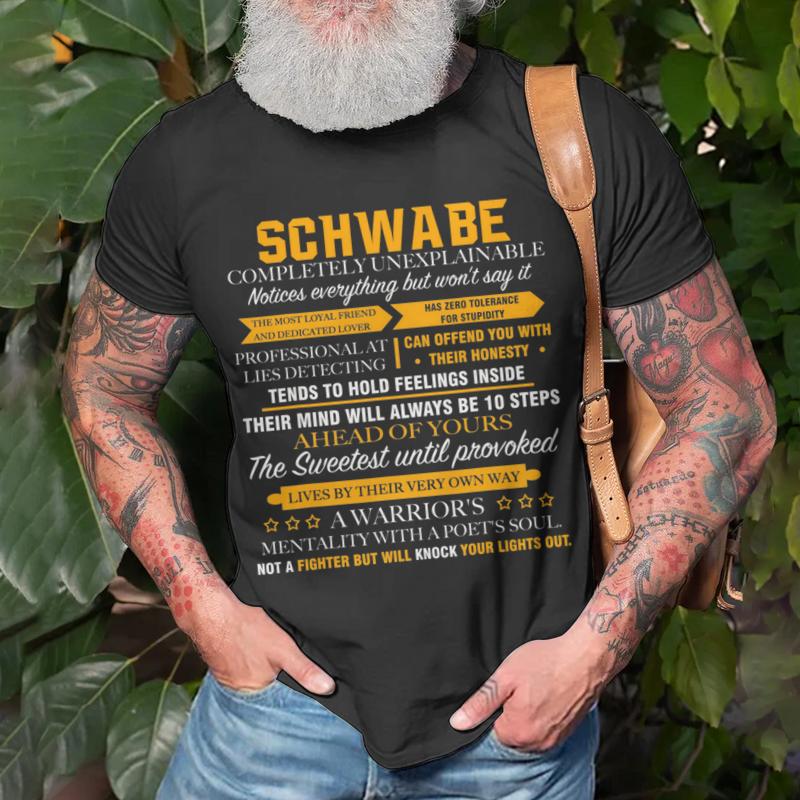 SCHWABE
COMPLETELY UNEXPLAINABLE
Notices everything but won't say it
THE MOST LOYAL FRIEND
AND DEDICATED LOVER
HAS ZERO TOLERANCE
FOR STUPIDITY
PROFESSIONAL AT
LIES DETECTING
CAN OFFEND YOU WITH
• THEIR HONESTY •
TENDS TO HOLD FEELINGS INSIDE
THEIR MIND WILL ALWAYS BE 10 STEPS
AHEAD OF YOURS
The Sweetest until provoked
LIVES BY THEIR VERY OWN WAY
A WARRIOR'S
MENTALITY WITH A POET'S SOUL.
NOT A FIGHTER BUT WILL KNOCK YOUR LIGHTS OUT.